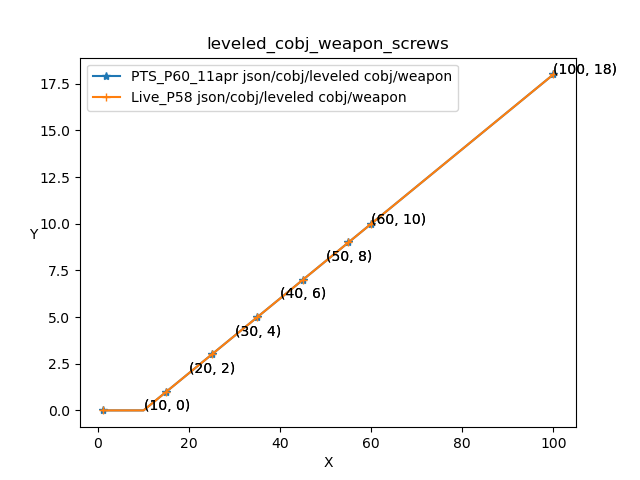 leveled_cobj_weapon_screws
PTS_P60_11apr json/cobj/leveled cobj/weapon
Live_P58 json/cobj/leveled cobj/weapon
(100, 18)
17.5
15.0
12.5
(60, 10)
10.0
Y
(50, 8)
7.5
(40, 6)
5.0
(30, 4)
2.5
(20, 2)
(10, 0)
0.0
0 20 40 60 80 100
X